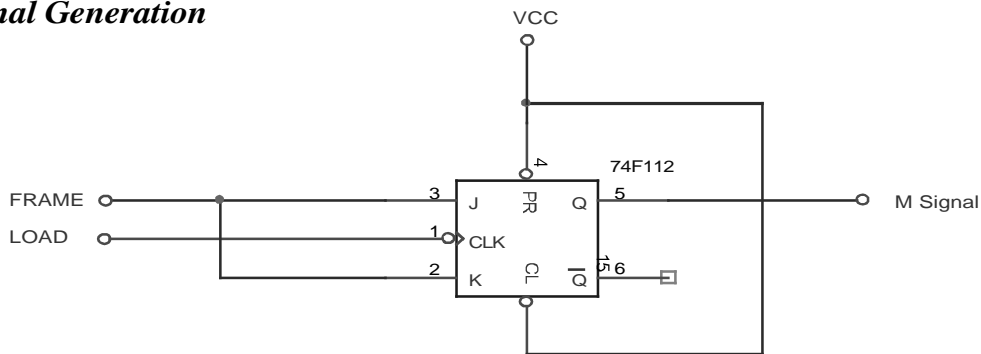 nal Generation
VCC
4
74F112
FRAME
3
J
PR
Q
5
M Signal
LOAD
1
CLK
2
K
CL
Q
15
6